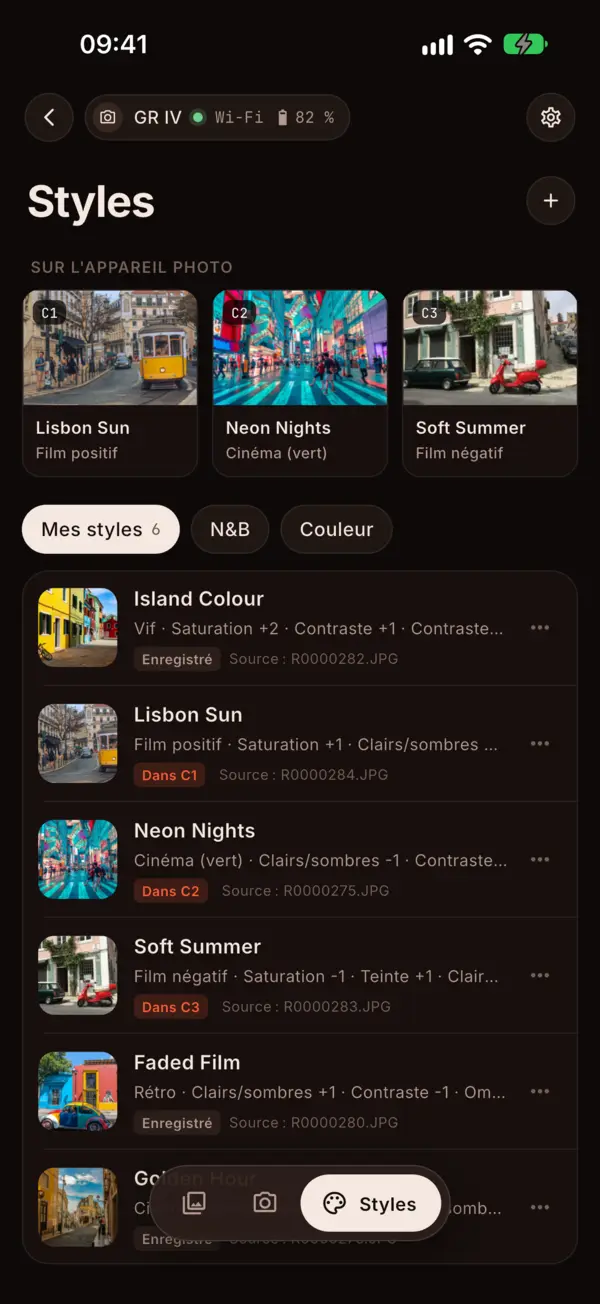 09:41
GR IV Wi-Fi 82 %
Styles
SUR L'APPAREIL PHOTO
C1
C2
C3
Lisbon Sun
Film positif
Neon Nights
Cinéma (vert)
Soft Summer
Film négatif
Mes styles 6
N&B
Couleur
Island Colour
Vif · Saturation +2 · Contraste +1 · Contraste...
Enregistré Source : R0000282.JPG
Lisbon Sun
Film positif · Saturation +1 · Clairs/sombres ...
Dans C1 Source : R0000284.JPG
Neon Nights
Cinéma (vert) · Clairs/sombres -1 · Contraste...
Dans C2 Source : R0000275.JPG
Soft Summer
Film négatif · Saturation -1 · Teinte +1 · Clair...
Dans C3 Source : R0000283.JPG
Faded Film
Rétro · Clairs/sombres +1 · Contraste -1 · Om...
Enregistré Source : R0000280.JPG
Golden Hour
Enregistré
Styles